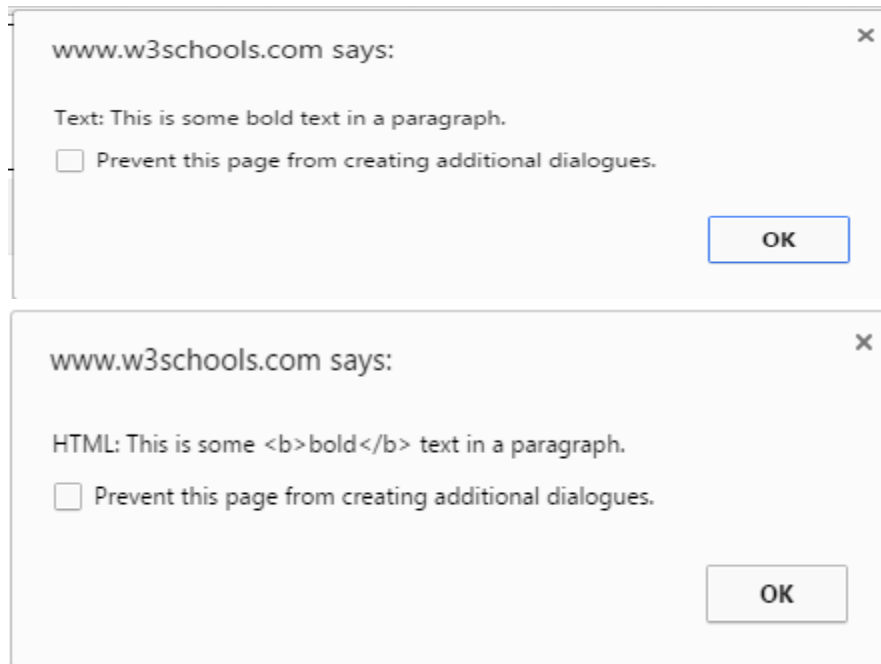 www.w3schools.com says:
Text: This is some bold text in a paragraph.
Prevent this page from creating additional dialogues.
OK
www.w3schools.com says:
HTML: This is some <b>bold</b> text in a paragraph.
Prevent this page from creating additional dialogues.
OK